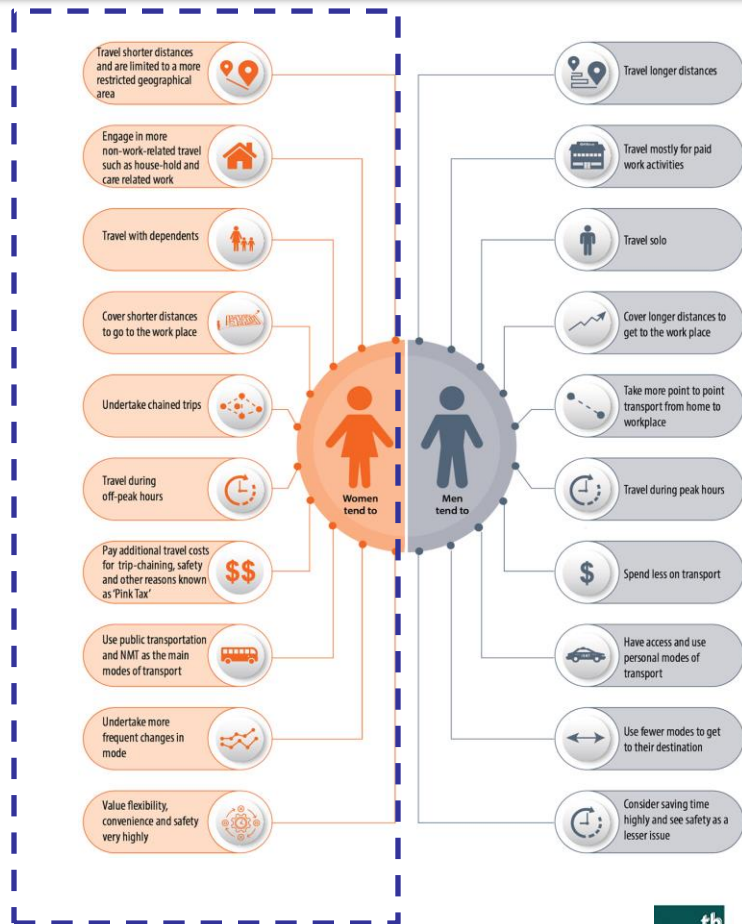 Travel shorter distances
and are limited to a more
restricted geographical
area
Engage in more
non-work-related travel
such as house-hold and
care related work
Travel with dependents
Cover shorter distances
to go to the work place
Undertake chained trips
Travel during
off-peak hours
Pay additional travel costs
for trip-chaining, safety
and other reasons known
as ‘Pink Tax’
Use public transportation
and NMT as the main
modes of transport
Undertake more
frequent changes in
mode
Value flexibility,
convenience and safety
very highly
$$
Women
tend to
Men
tend to
Travel longer distances
Travel mostly for paid
work activities
Travel solo
Cover longer distances to
get to the work place
Take more point to point
transport from home to
workplace
Travel during peak hours
$
Spend less on transport
Have access and use
personal modes of
transport
Use fewer modes to get
to their destination
Consider saving time
highly and see safety as a
lesser issue
th